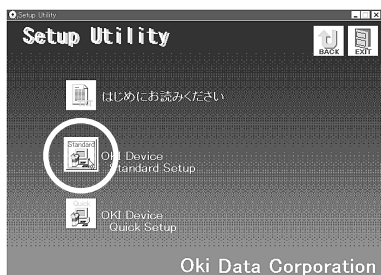 Setup Utility
Setup Utility
BACK
EXIT
はじめにお読みください
Standard
OKI Device
Standard Setup
Quick
OKI Device
Quick Setup
Oki Data Corporation